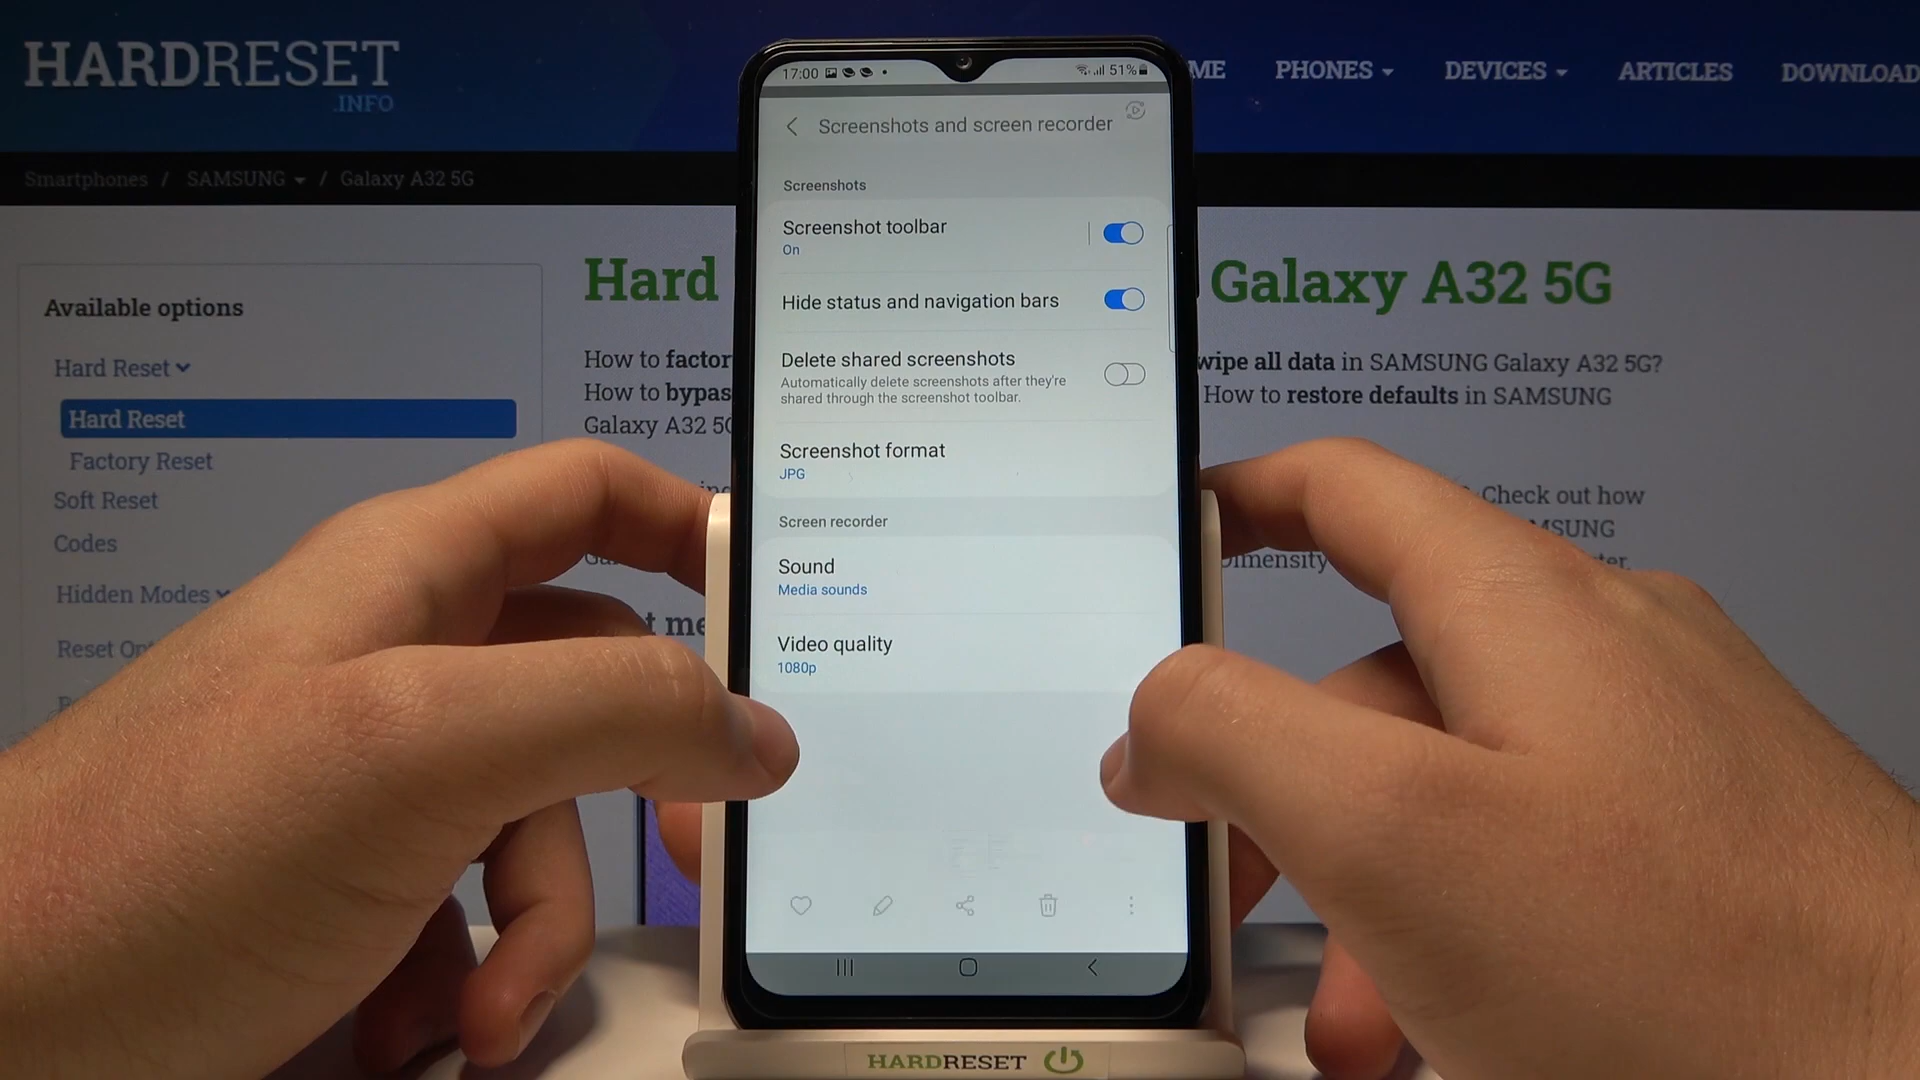 HARDRESET
.INFO
ME
PHONES
DEVICES
ARTICLES
DOWNLOAD
Smartphones / SAMSUNG / Galaxy A32 5G
Available options
Hard Reset
Hard Reset
Factory Reset
Soft Reset
Codes
Hidden Modes
Hard
Galaxy A32 5G
How to factor
wipe all data in SAMSUNG Galaxy A32 5G?
How to bypas
How to restore defaults in SAMSUNG
Galaxy A32 5G
Check out how
17:00
51%
Screenshots and screen recorder
Screenshots
Screenshot toolbar
On
Hide status and navigation bars
Delete shared screenshots
Automatically delete screenshots after they're
shared through the screenshot toolbar.
Screenshot format
JPG
Screen recorder
Sound
Media sounds
Video quality
1080p
HARDRESET